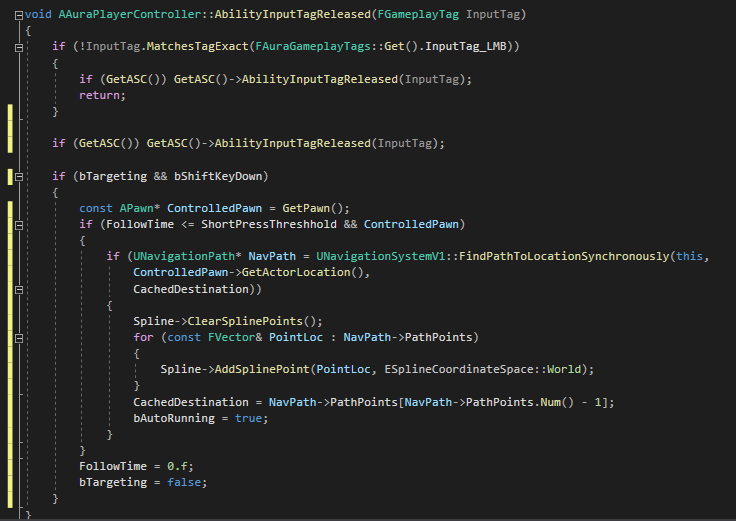 void AAuraPlayerController::AbilityInputTagReleased(FGameplayTag InputTag)
{
if (!InputTag.MatchesTagExact(FAuraGameplayTags::Get().InputTag_LMB))
{
if (GetASC()) GetASC()->AbilityInputTagReleased(InputTag);
return;
}
if (GetASC()) GetASC()->AbilityInputTagReleased(InputTag);
if (bTargeting && bShiftKeyDown)
{
const APawn* ControlledPawn = GetPawn();
if (FollowTime <= ShortPressThreshhold && ControlledPawn)
{
if (UNavigationPath* NavPath = UNavigationSystemV1::FindPathToLocationSynchronously(this,
ControlledPawn->GetActorLocation(),
CachedDestination))
{
Spline->ClearSplinePoints();
for (const FVector& PointLoc : NavPath->PathPoints)
{
Spline->AddSplinePoint(PointLoc, ESplineCoordinateSpace::World);
}
CachedDestination = NavPath->PathPoints[NavPath->PathPoints.Num() - 1];
bAutoRunning = true;
}
}
FollowTime = 0.f;
bTargeting = false;
}
}